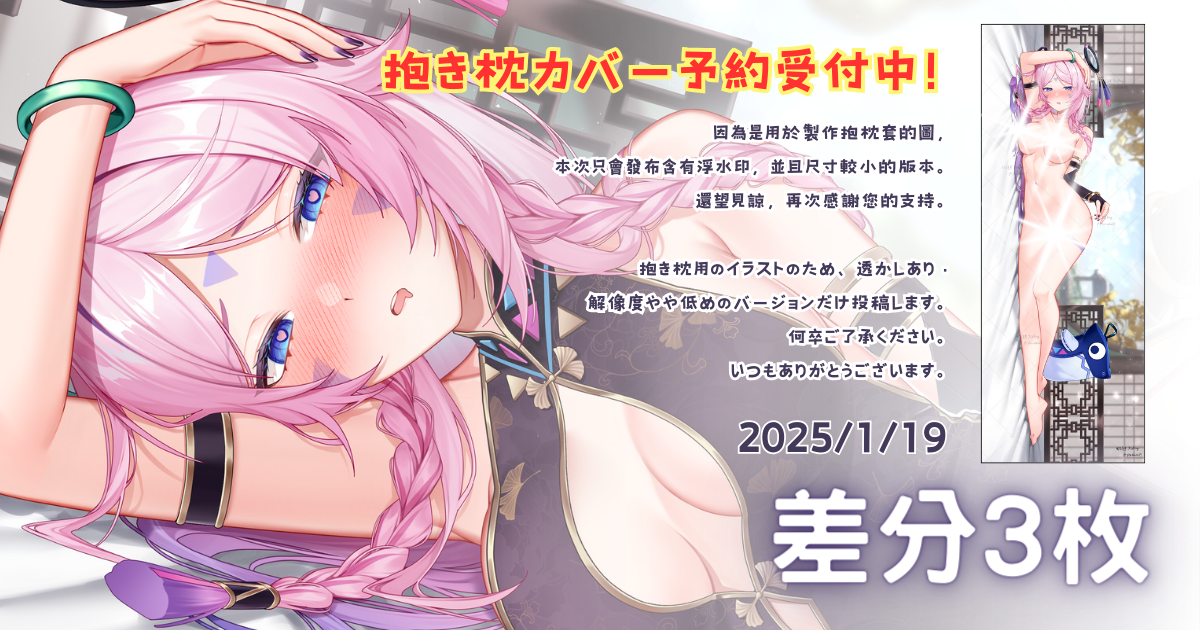 抱き枕カバー予約受付中!
因為是用於製作抱枕套的圖，
本次只會發布含有浮水印，並且尺寸較小的版本。
還望見諒，再次感謝您的支持。
抱き枕用のイラストのため、透かしあり・
解像度やや低めのバージョンだけ投稿します。
何卒ご了承ください。
いつもありがとうございます。
2025/1/19
差分3枚